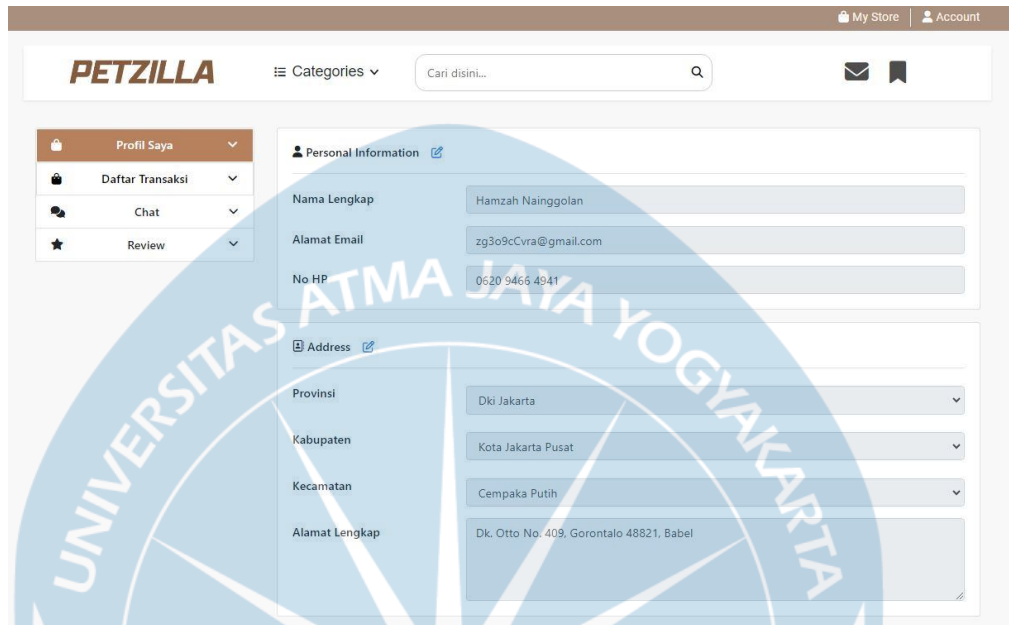 My Store Account
PETZILLA Categories Cari disini...
Profil Saya
Daftar Transaksi
Chat
Review
Personal Information
Nama Lengkap Hamzah Nainggolan
Alamat Email zg3o9cCvra@gmail.com
No HP 0620 9466 4941
Address
Provinsi Dki Jakarta
Kabupaten Kota Jakarta Pusat
Kecamatan Cempaka Putih
Alamat Lengkap Dk. Otto No. 409, Gorontalo 48821, Babel
UNIVERSITAS ATMA JAYA YOGYAKARTA